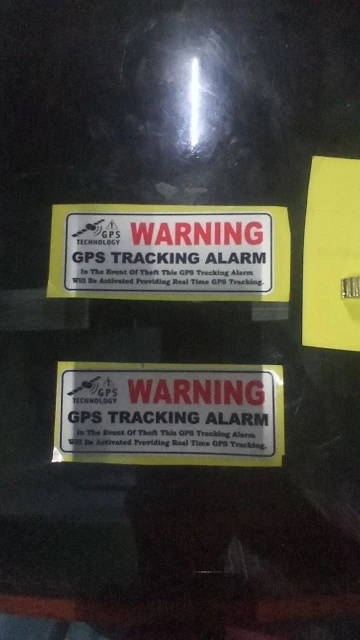 GPS
TECHNOLOGY
WARNING
GPS TRACKING ALARM
In The Event Of Theft This GPS Tracking Alarm
Will Be Activated Providing Real Time GPS Tracking.
GPS
TECHNOLOGY
WARNING
GPS TRACKING ALARM
In The Event Of Theft This GPS Tracking Alarm
Will Be Activated Providing Real Time GPS Tracking.